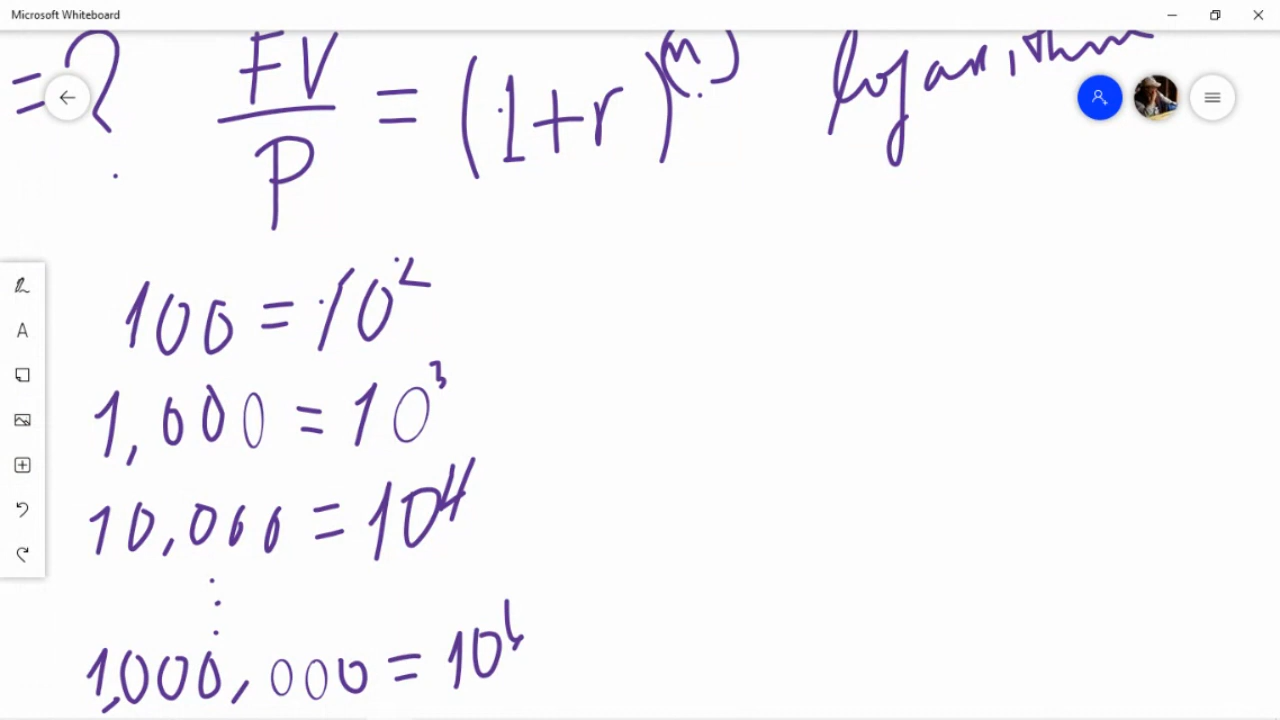 Microsoft Whiteboard
=? FV/P = (1+r)^(n) logarithm
100 = 10^2
1,000 = 10^3
10,000 = 10^4
⋮
1,000,000 = 10^6